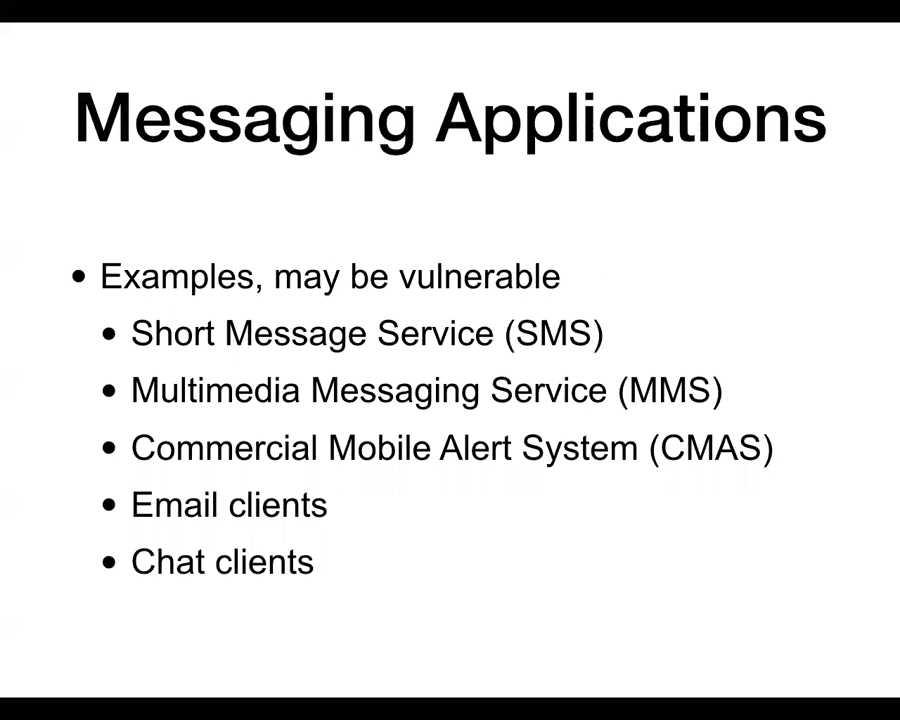 Messaging Applications
• Examples, may be vulnerable
• Short Message Service (SMS)
• Multimedia Messaging Service (MMS)
• Commercial Mobile Alert System (CMAS)
• Email clients
• Chat clients